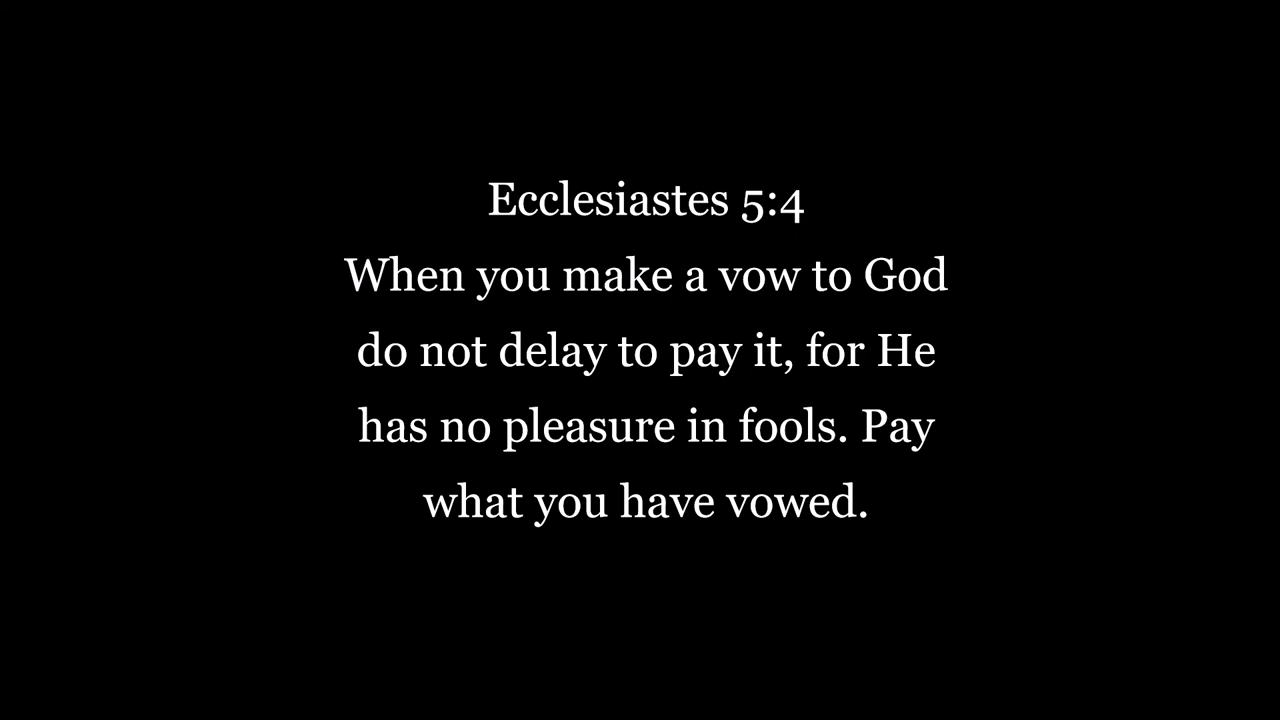 Ecclesiastes 5:4
When you make a vow to God
do not delay to pay it, for He
has no pleasure in fools. Pay
what you have vowed.